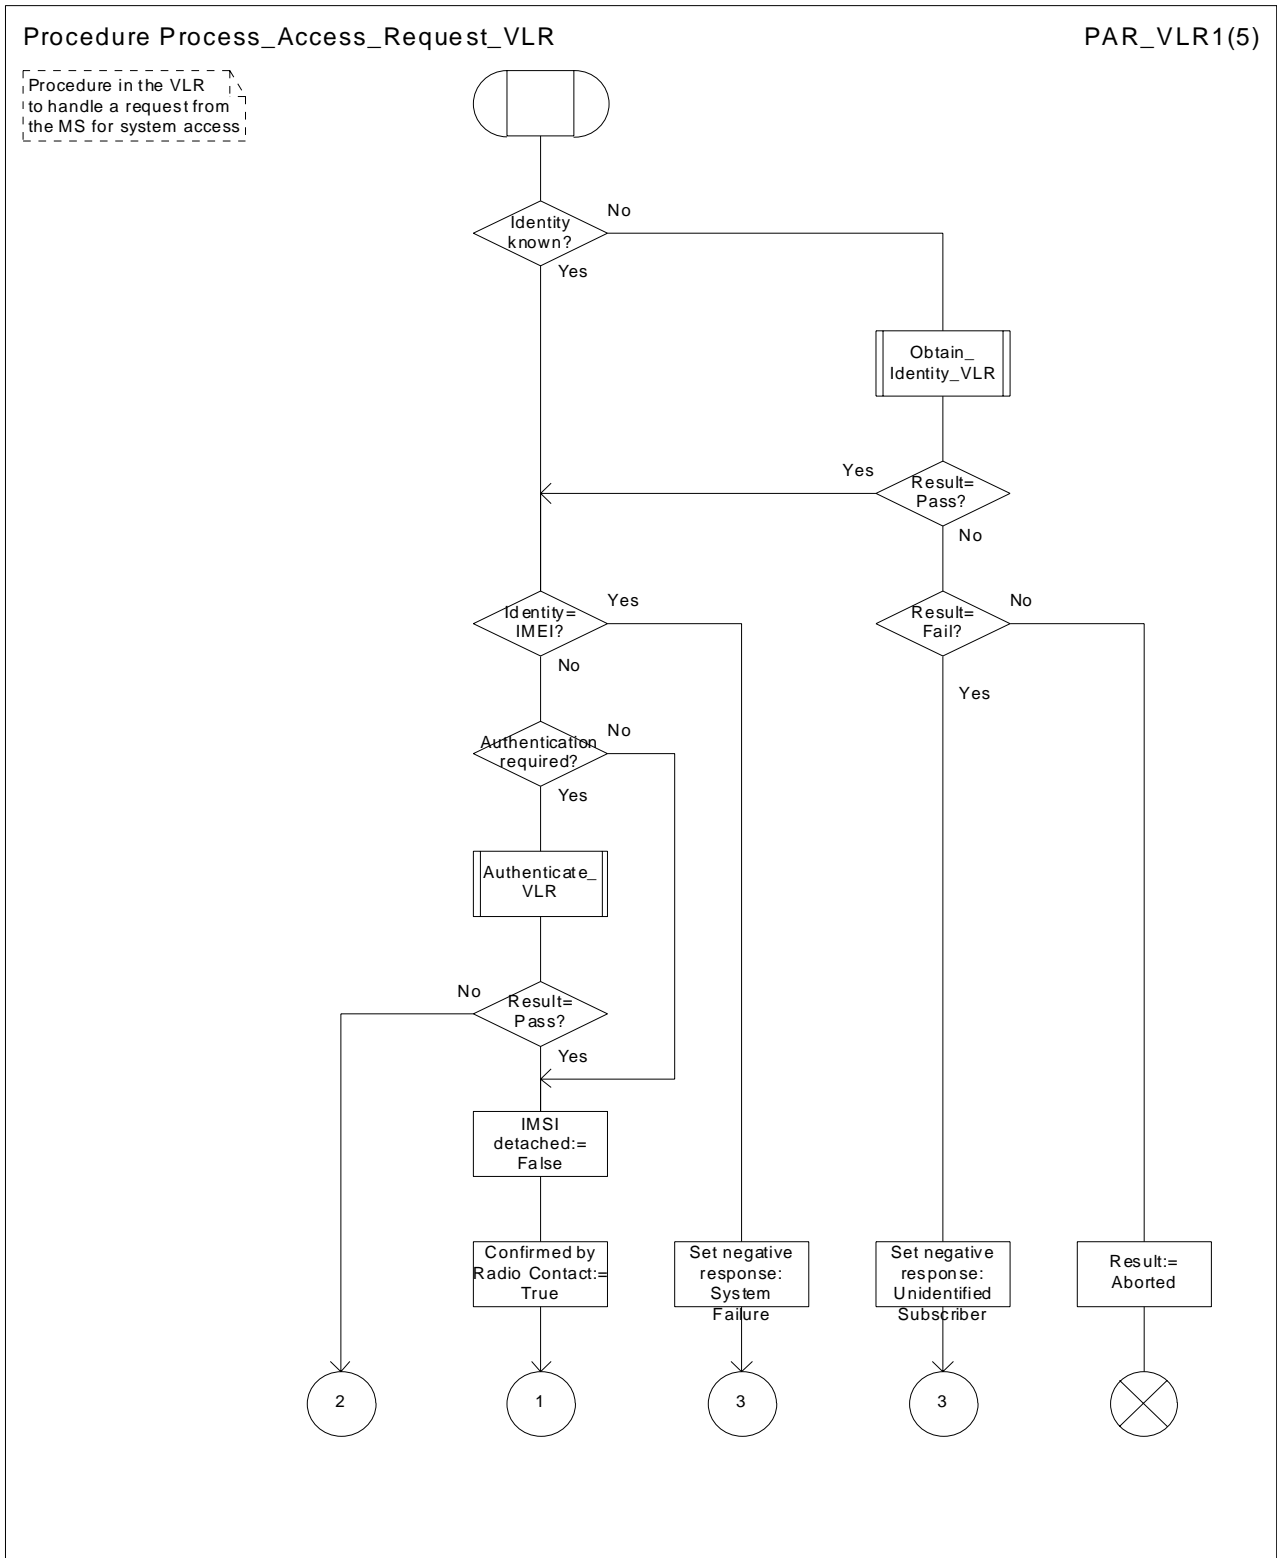 Procedure Process_Access_Request_VLR
PAR_VLR1(5)
Procedure in the VLR
to handle a request from
the MS for system access
Identity
known?
No
Yes
Obtain_
Identity_VLR
Yes
Result=
Pass?
No
Identity=
IMEI?
Yes
No
Result=
Fail?
No
Yes
Authentication
required?
No
Yes
Authenticate_
VLR
No
Result=
Pass?
Yes
IMSI
detached:=
False
Confirmed by
Radio Contact:=
True
Set negative
response:
System
Failure
Set negative
response:
Unidentified
Subscriber
Result:=
Aborted
2
1
3
3